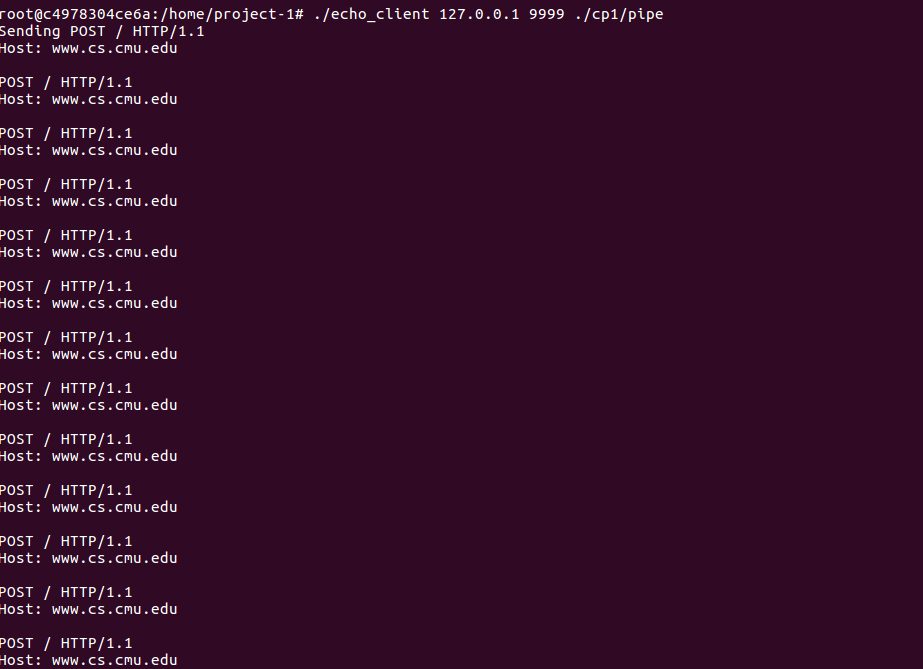 root@c4978304ce6a:/home/project-1# ./echo_client 127.0.0.1 9999 ./cp1/pipe
Sending POST / HTTP/1.1
Host: www.cs.cmu.edu

POST / HTTP/1.1
Host: www.cs.cmu.edu

POST / HTTP/1.1
Host: www.cs.cmu.edu

POST / HTTP/1.1
Host: www.cs.cmu.edu

POST / HTTP/1.1
Host: www.cs.cmu.edu

POST / HTTP/1.1
Host: www.cs.cmu.edu

POST / HTTP/1.1
Host: www.cs.cmu.edu

POST / HTTP/1.1
Host: www.cs.cmu.edu

POST / HTTP/1.1
Host: www.cs.cmu.edu

POST / HTTP/1.1
Host: www.cs.cmu.edu

POST / HTTP/1.1
Host: www.cs.cmu.edu

POST / HTTP/1.1
Host: www.cs.cmu.edu

POST / HTTP/1.1
Host: www.cs.cmu.edu